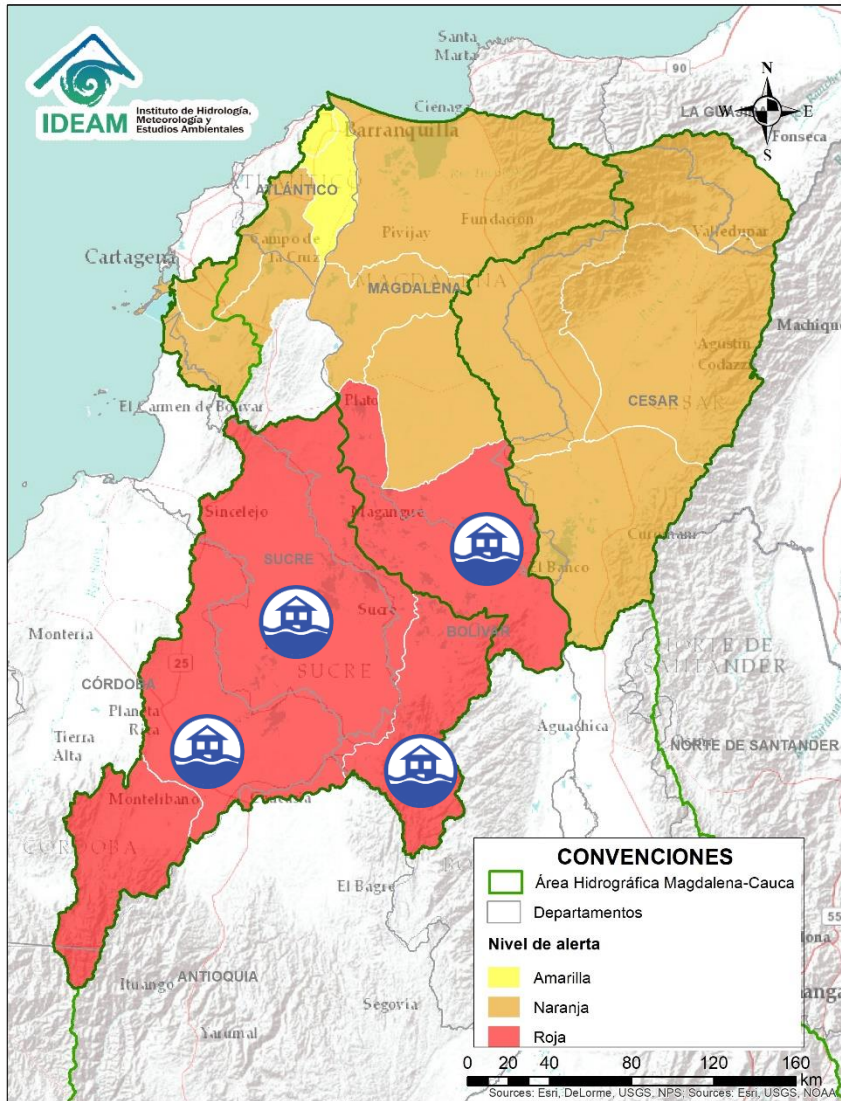 IDEAM
Instituto de Hidrología,
Meteorología y
Estudios Ambientales
Santa
Marta
90
N
W
E
S
LA GUAJIRA
Fonseca
Ciénaga
Barranquilla
ATLÁNTICO
Cartagena
Campo de
la Cruz
Pivijay
Fundación
Valledupar
MAGDALENA
MAGDALENA
Machiques
Agustín
Codazzi
El Carmen de Bolívar
Plato
CESAR
CESAR
Sincelejo
Magangué
Curumaní
SUCRE
El Banco
Sucre
BOLÍVAR
Montería
25
SUCRE
NORTE DE
SANTANDER
CÓRDOBA
Planeta
Rica
Tierra
Alta
Aguachica
NORTE DE SANTANDER
Montelíbano
CÓRDOBA
El Bagre
Ituango
ANTIOQUIA
Segovia
Yarumal
CONVENCIONES
Área Hidrográfica Magdalena-Cauca
Departamentos
Nivel de alerta
Amarilla
Naranja
Roja
55
0 20 40 80 120 160
km
Sources: Esri, DeLorme, USGS, NPS; Sources: Esri, USGS, NOAA